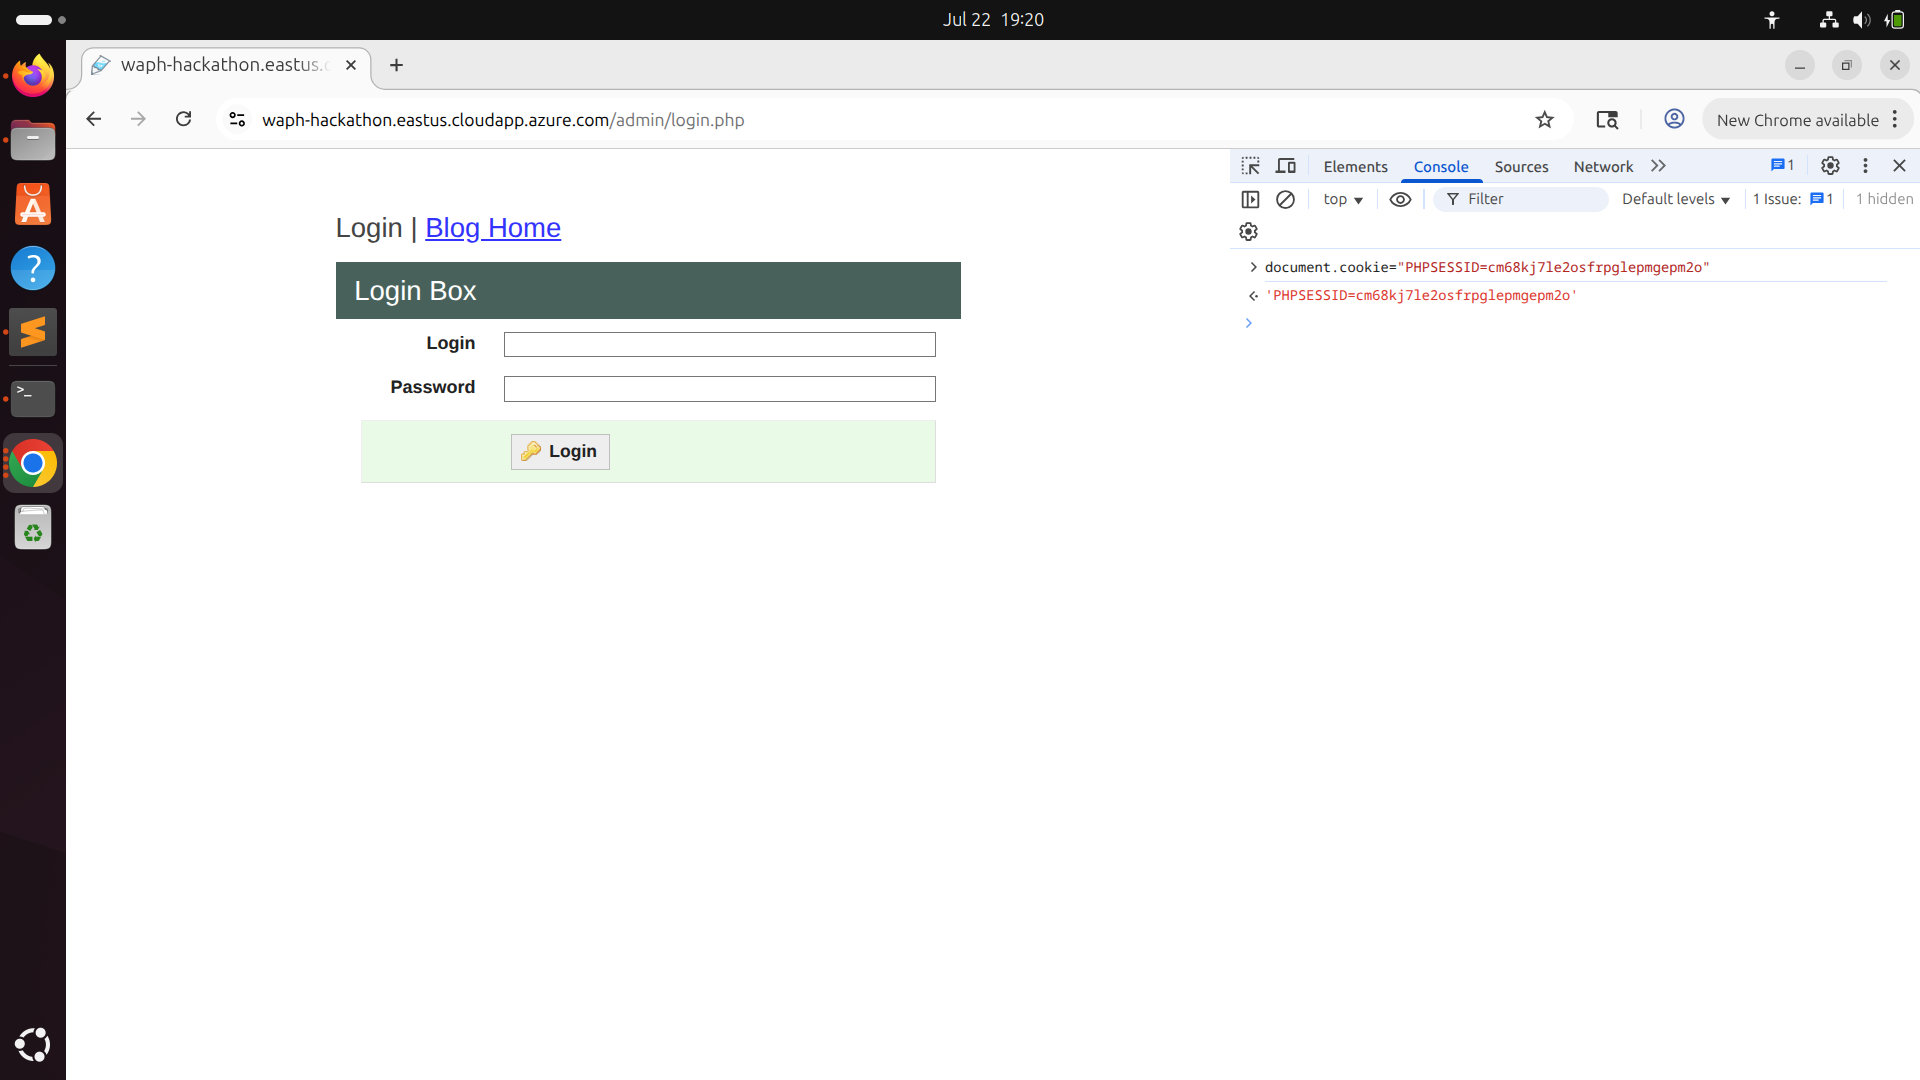 Jul 22 19:20
waph-hackathon.eastus.c
waph-hackathon.eastus.cloudapp.azure.com/admin/login.php
New Chrome available
Login | Blog Home
Login Box
Login
Password
Login
Elements
Console
Sources
Network
1
top
Filter
Default levels
1 Issue: 1
1 hidden
document.cookie="PHPSESSID=cm68kj7le2osfrpglepmgepm2o"
'PHPSESSID=cm68kj7le2osfrpglepmgepm2o'